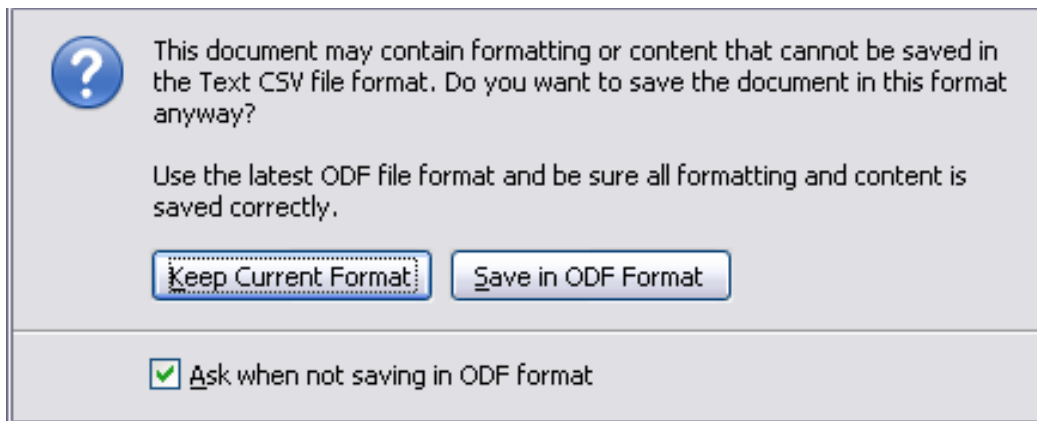 This document may contain formatting or content that cannot be saved in
the Text CSV file format. Do you want to save the document in this format
anyway?
Use the latest ODF file format and be sure all formatting and content is
saved correctly.
Keep Current Format
Save in ODF Format
Ask when not saving in ODF format